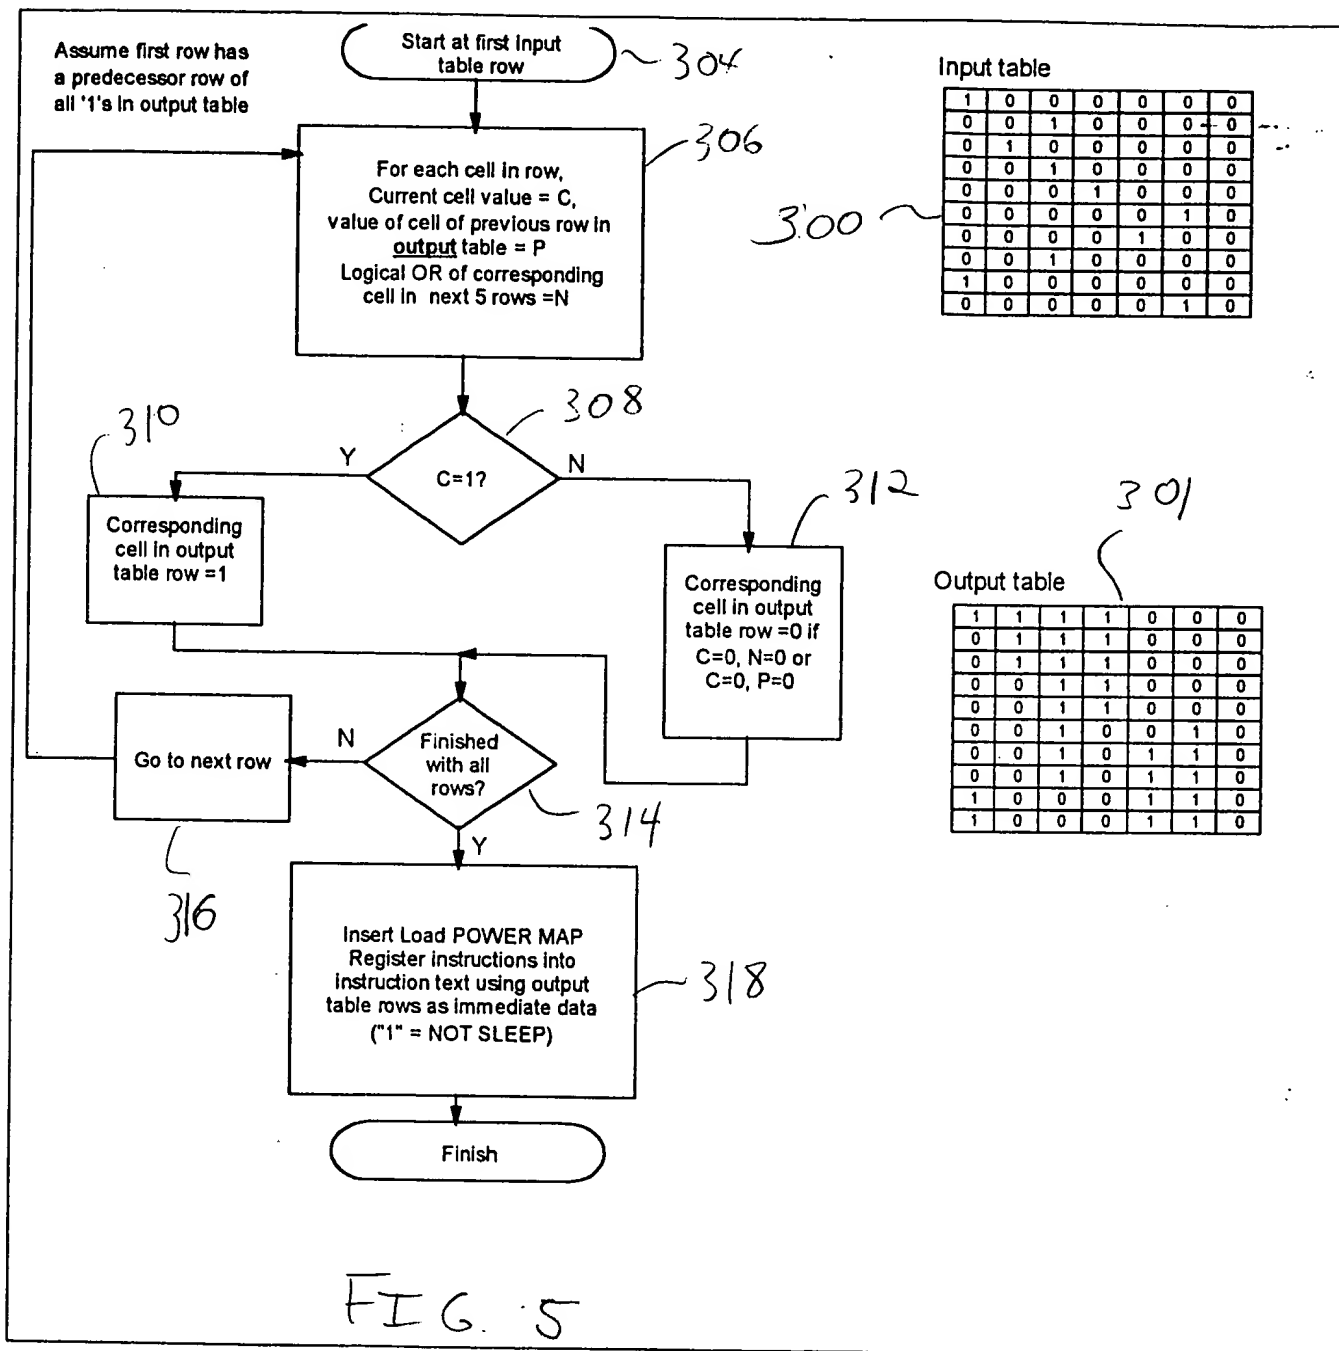 Assume first row has
a predecessor row of
all '1's in output table
Start at first input
table row
304
For each cell in row,
Current cell value = C,
value of cell of previous row in
output table = P
Logical OR of corresponding
cell in next 5 rows =N
306
308
C=1?
Y
N
310
Corresponding
cell in output
table row =1
312
Corresponding
cell in output
table row =0 if
C=0, N=0 or
C=0, P=0
Finished
with all
rows?
N
Y
314
Go to next row
316
Insert Load POWER MAP
Register instructions into
instruction text using output
table rows as immediate data
("1" = NOT SLEEP)
318
Finish
Input table
300
1 0 0 0 0 0 0
0 0 1 0 0 0 0
0 1 0 0 0 0 0
0 0 1 0 0 0 0
0 0 0 1 0 0 0
0 0 0 0 0 1 0
0 0 0 0 1 0 0
0 0 1 0 0 0 0
1 0 0 0 0 0 0
0 0 0 0 0 1 0
301
Output table
1 1 1 1 0 0 0
0 1 1 1 0 0 0
0 1 1 1 0 0 0
0 0 1 1 0 0 0
0 0 1 1 0 0 0
0 0 1 0 0 1 0
0 0 1 0 1 1 0
0 0 1 0 1 1 0
1 0 0 0 1 1 0
1 0 0 0 1 1 0
FIG. 5